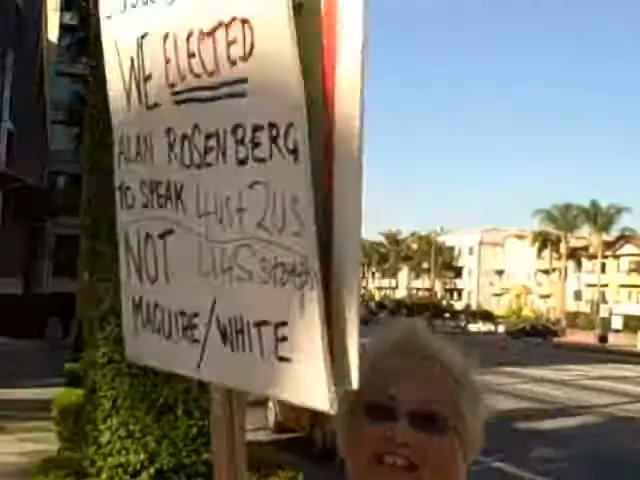 WE ELECTED
ALAN ROSENBERG
TO SPEAK
NOT
MAGUIRE/WHITE